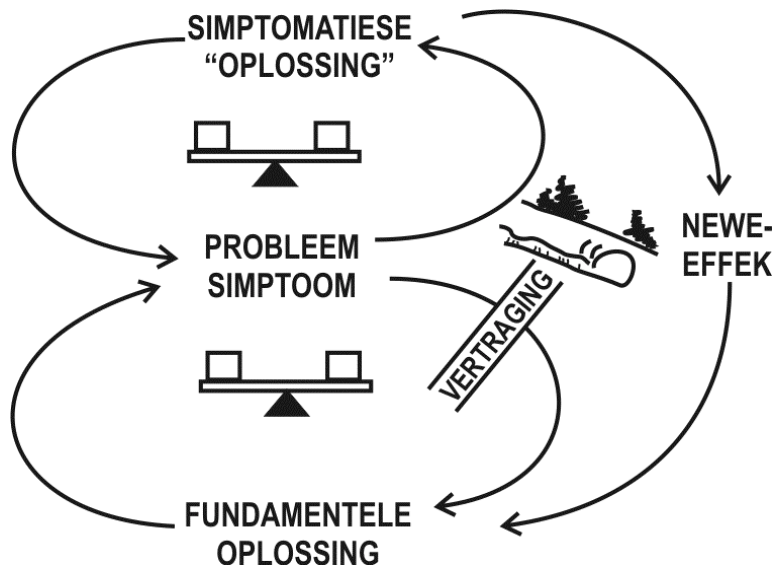 SIMPTOMATIESE
“OPLOSSING”
NEWE-
EFFEK
PROBLEEM
SIMPTOOM
VERTRAGING
FUNDAMENTELE
OPLOSSING